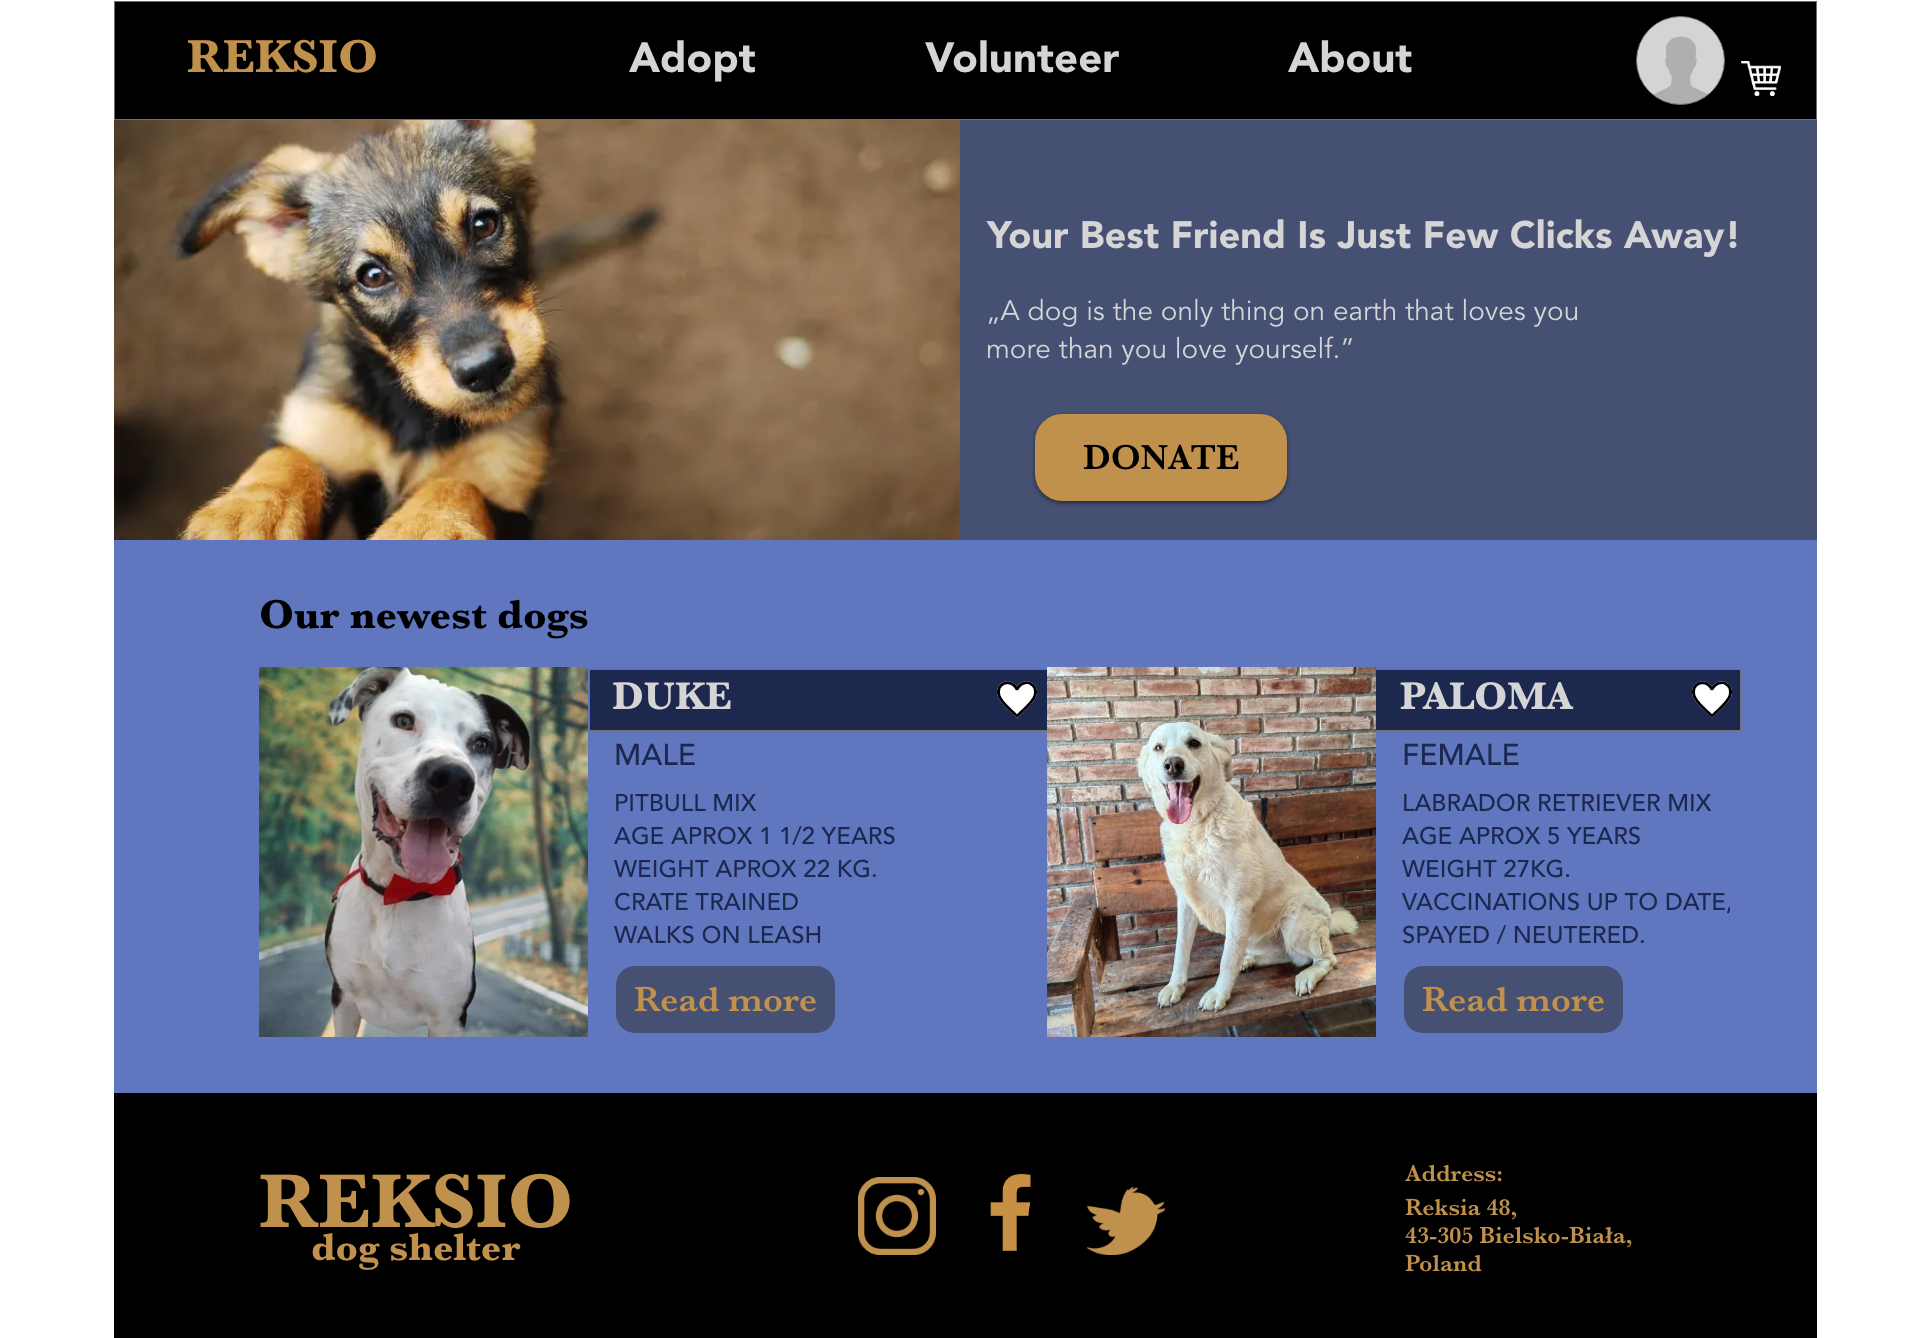 REKSIO
Adopt
Volunteer
About
Your Best Friend Is Just Few Clicks Away!
„A dog is the only thing on earth that loves you
more than you love yourself.”
DONATE
Our newest dogs
DUKE
MALE
PITBULL MIX
AGE APROX 1 1/2 YEARS
WEIGHT APROX 22 KG.
CRATE TRAINED
WALKS ON LEASH
Read more
PALOMA
FEMALE
LABRADOR RETRIEVER MIX
AGE APROX 5 YEARS
WEIGHT 27KG.
VACCINATIONS UP TO DATE,
SPAYED / NEUTERED.
Read more
REKSIO
dog shelter
Address:
Reksia 48,
43-305 Bielsko-Biała,
Poland